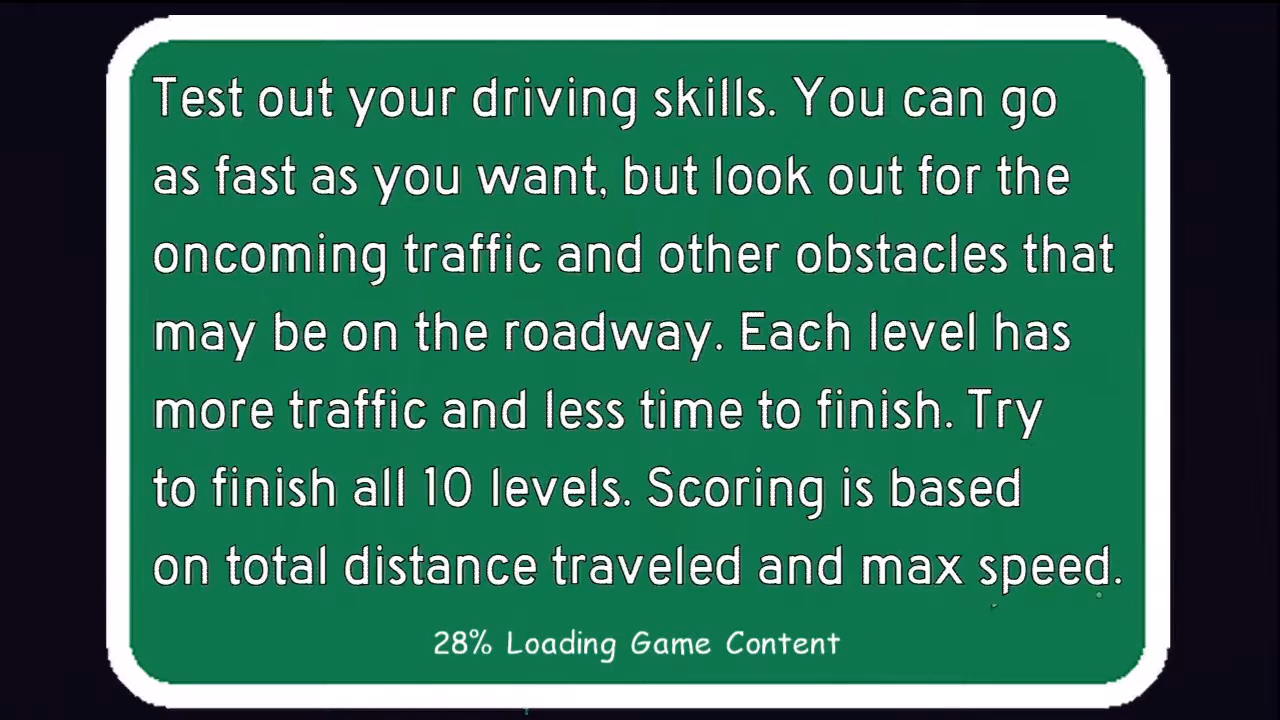 Test out your driving skills. You can go
as fast as you want, but look out for the
oncoming traffic and other obstacles that
may be on the roadway. Each level has
more traffic and less time to finish. Try
to finish all 10 levels. Scoring is based
on total distance traveled and max speed.
28% Loading Game Content